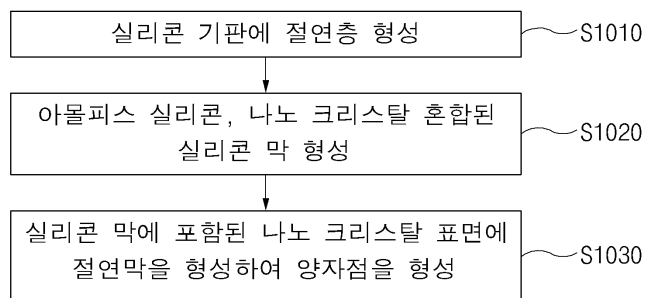 실리콘 기판에 절연층 형성
S1010
아몰피스 실리콘, 나노 크리스탈 혼합된
실리콘 막 형성
S1020
실리콘 막에 포함된 나노 크리스탈 표면에
절연막을 형성하여 양자점을 형성
S1030